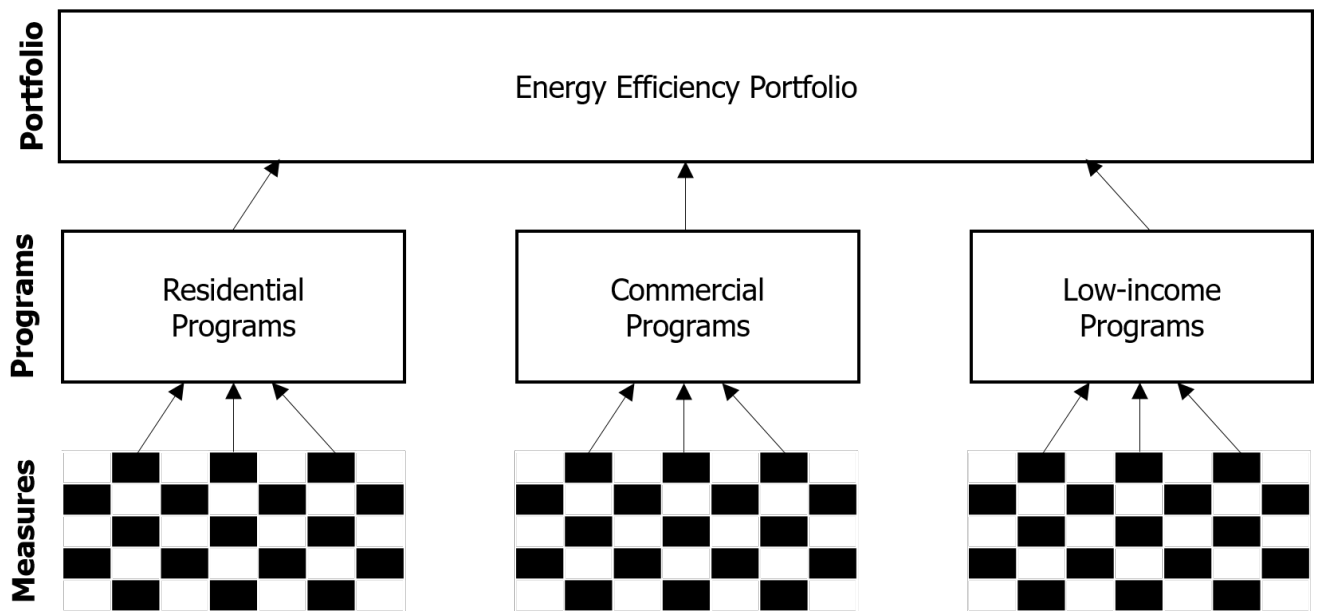 Portfolio
Energy Efficiency Portfolio
Programs
Residential
Programs
Commercial
Programs
Low-income
Programs
Measures